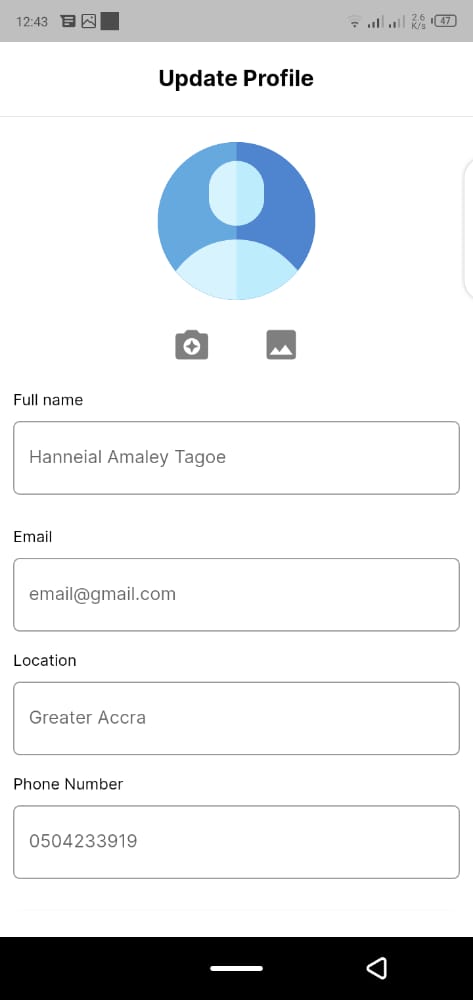 12:43
2.6
K/s
47
Update Profile
Full name
Hanneial Amaley Tagoe
Email
email@gmail.com
Location
Greater Accra
Phone Number
0504233919